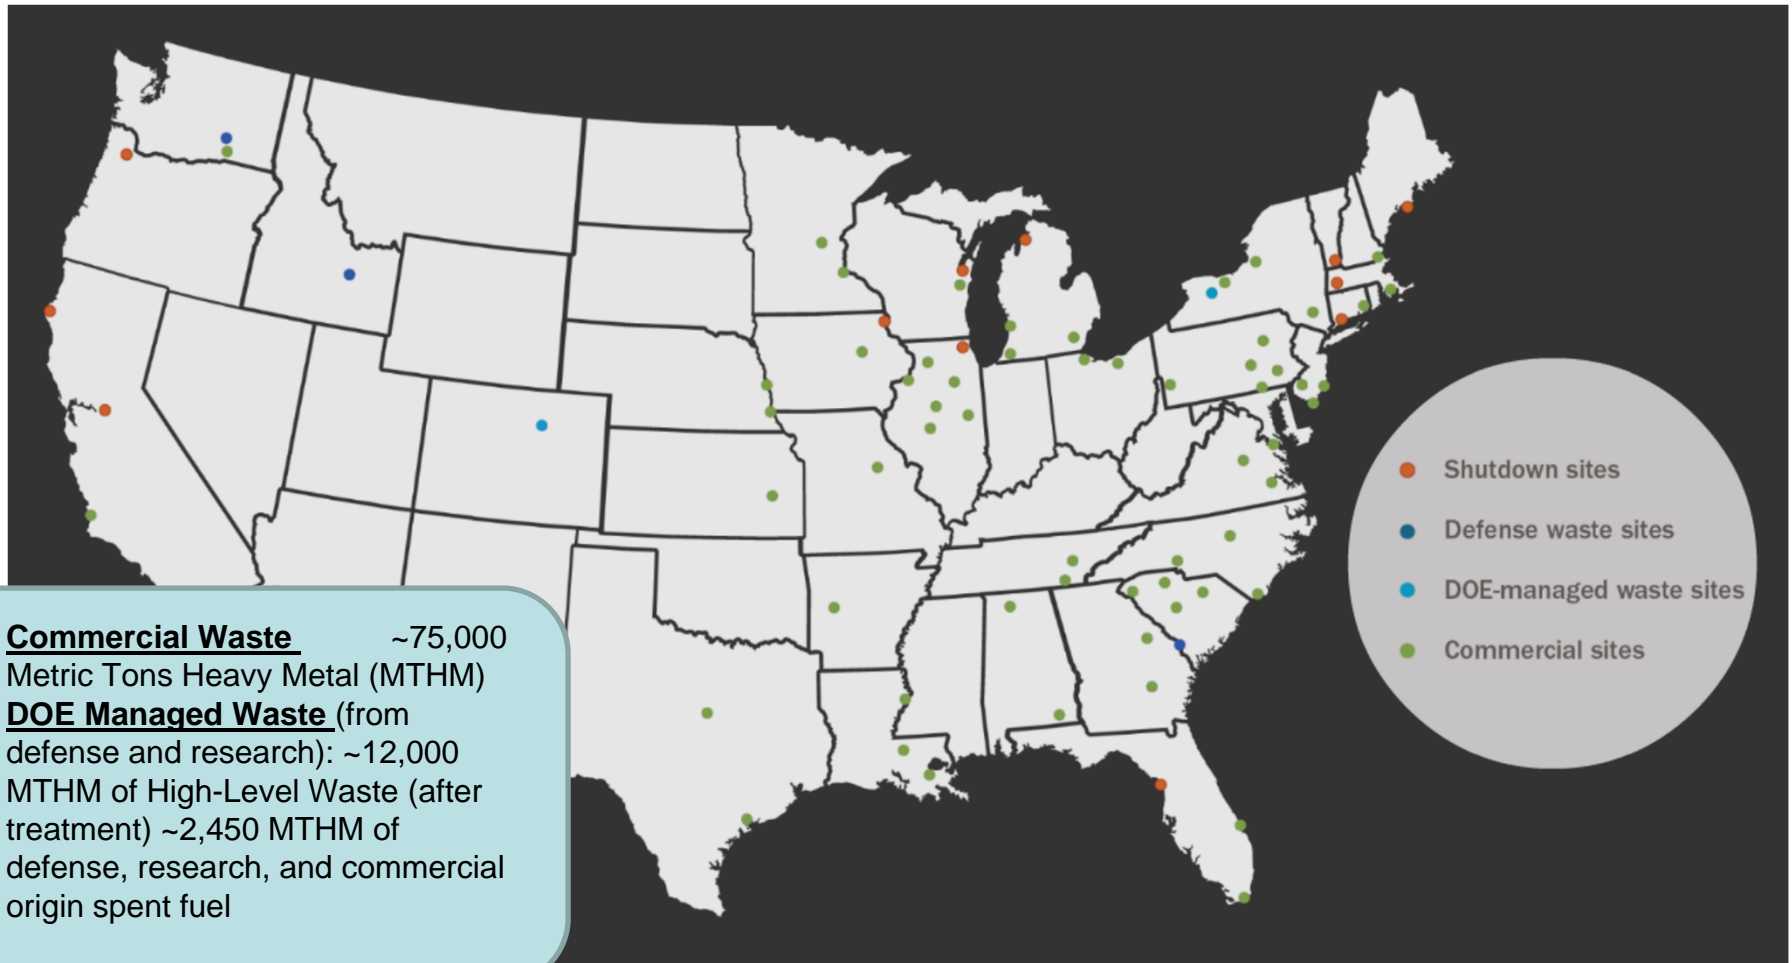 Commercial Waste ~75,000
Metric Tons Heavy Metal (MTHM)
DOE Managed Waste (from
defense and research): ~12,000
MTHM of High-Level Waste (after
treatment) ~2,450 MTHM of
defense, research, and commercial
origin spent fuel
Shutdown sites
Defense waste sites
DOE-managed waste sites
Commercial sites